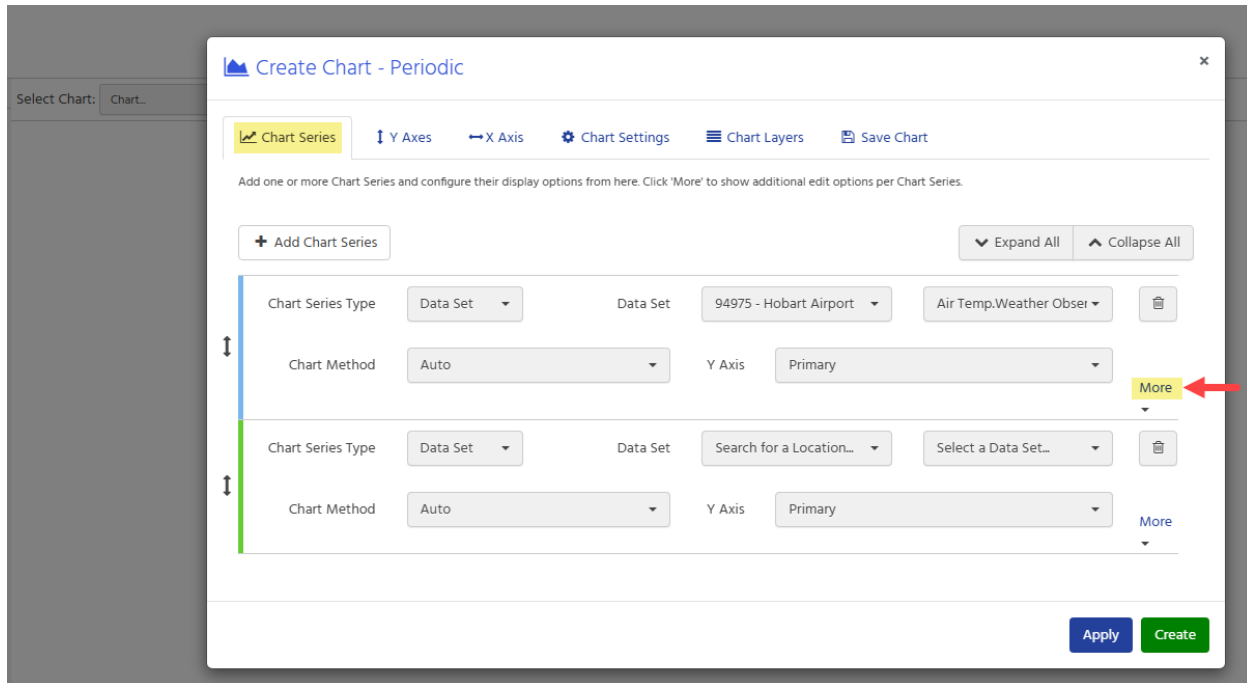 Create Chart - Periodic
×
Select Chart: Chart...
Chart Series Y Axes X Axis Chart Settings Chart Layers Save Chart
Add one or more Chart Series and configure their display options from here. Click 'More' to show additional edit options per Chart Series.
Add Chart Series Expand All Collapse All
Chart Series Type Data Set Data Set 94975 - Hobart Airport Air Temp.Weather Obser
Chart Method Auto Y Axis Primary
More
Chart Series Type Data Set Data Set Search for a Location... Select a Data Set...
Chart Method Auto Y Axis Primary
More
Apply Create